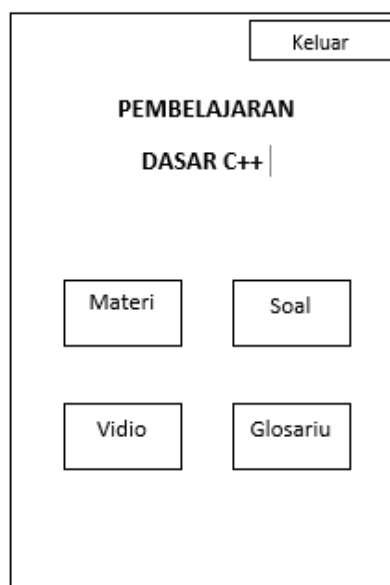 Keluar
PEMBELAJARAN
DASAR C++
Materi
Soal
Vidio
Glosariu